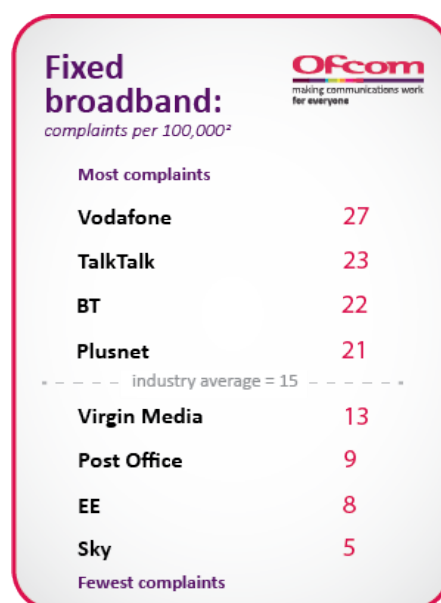 Fixed
broadband:
complaints per 100,000²
Ofcom
making communications work
for everyone
Most complaints
Vodafone 27
TalkTalk 23
BT 22
Plusnet 21
industry average = 15
Virgin Media 13
Post Office 9
EE 8
Sky 5
Fewest complaints